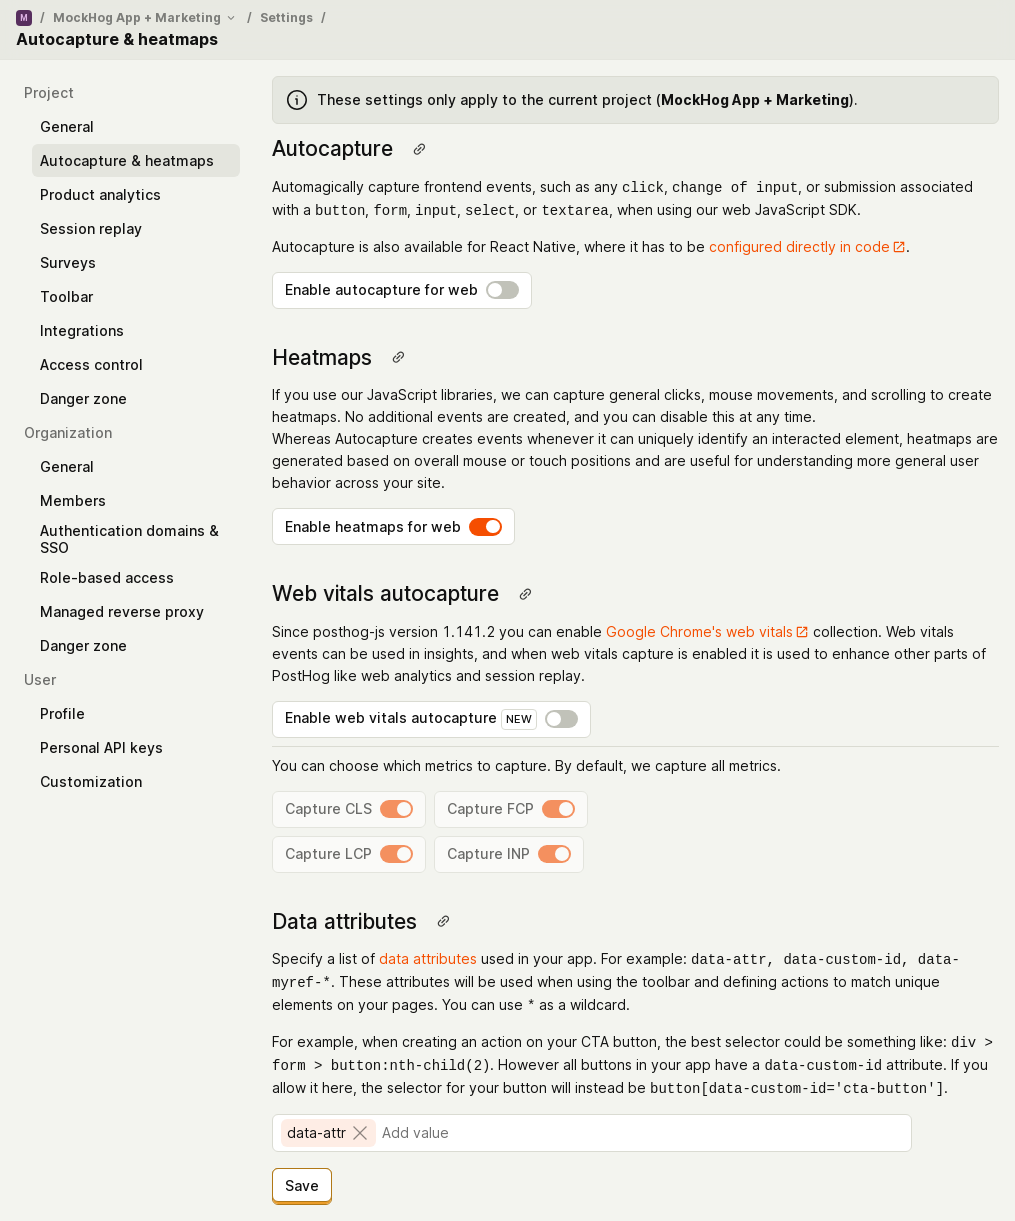 M / MockHog App + Marketing / Settings /
Autocapture & heatmaps
Project
General
Autocapture & heatmaps
Product analytics
Session replay
Surveys
Toolbar
Integrations
Access control
Danger zone
Organization
General
Members
Authentication domains &
SSO
Role-based access
Managed reverse proxy
Danger zone
User
Profile
Personal API keys
Customization
These settings only apply to the current project (MockHog App + Marketing).
Autocapture
Automagically capture frontend events, such as any click, change of input, or submission associated
with a button, form, input, select, or textarea, when using our web JavaScript SDK.
Autocapture is also available for React Native, where it has to be configured directly in code.
Enable autocapture for web
Heatmaps
If you use our JavaScript libraries, we can capture general clicks, mouse movements, and scrolling to create
heatmaps. No additional events are created, and you can disable this at any time.
Whereas Autocapture creates events whenever it can uniquely identify an interacted element, heatmaps are
generated based on overall mouse or touch positions and are useful for understanding more general user
behavior across your site.
Enable heatmaps for web
Web vitals autocapture
Since posthog-js version 1.141.2 you can enable Google Chrome's web vitals collection. Web vitals
events can be used in insights, and when web vitals capture is enabled it is used to enhance other parts of
PostHog like web analytics and session replay.
Enable web vitals autocapture NEW
You can choose which metrics to capture. By default, we capture all metrics.
Capture CLS Capture FCP
Capture LCP Capture INP
Data attributes
Specify a list of data attributes used in your app. For example: data-attr, data-custom-id, data-
myref-*. These attributes will be used when using the toolbar and defining actions to match unique
elements on your pages. You can use * as a wildcard.
For example, when creating an action on your CTA button, the best selector could be something like: div >
form > button:nth-child(2). However all buttons in your app have a data-custom-id attribute. If you
allow it here, the selector for your button will instead be button[data-custom-id='cta-button'].
data-attr Add value
Save